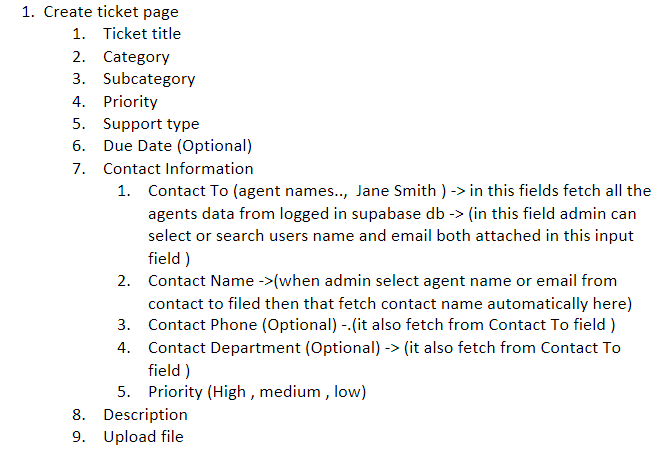 1. Create ticket page
1. Ticket title
2. Category
3. Subcategory
4. Priority
5. Support type
6. Due Date (Optional)
7. Contact Information
1. Contact To (agent names.., Jane Smith ) -> in this fields fetch all the
agents data from logged in supabase db -> (in this field admin can
select or search users name and email both attached in this input
field )
2. Contact Name ->(when admin select agent name or email from
contact to filed then that fetch contact name automatically here)
3. Contact Phone (Optional) -.(it also fetch from Contact To field )
4. Contact Department (Optional) -> (it also fetch from Contact To
field )
5. Priority (High , medium , low)
8. Description
9. Upload file